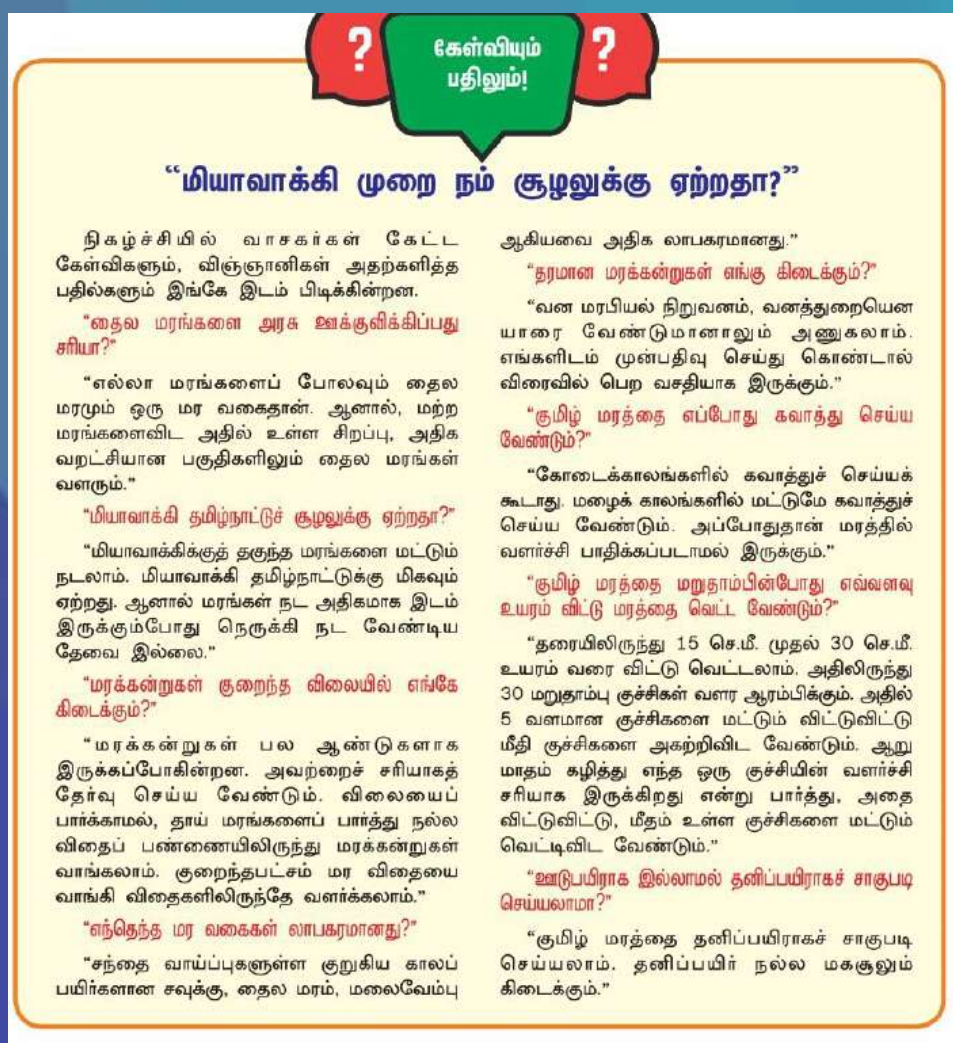 ?
கேள்வியும்
பதிலும்!
?
“மியாவாக்கி முறை நம் சூழலுக்கு ஏற்றதா?”
நிகழ்ச்சியில் வாசகர்கள் கேட்ட
கேள்விகளும், விஞ்ஞானிகள் அதற்களித்த
பதில்களும் இங்கே இடம் பிடிக்கின்றன.
“தைல மரங்களை அரசு ஊக்குவிக்கிப்பது
சரியா?”
“எல்லா மரங்களைப் போலவும் தைல
மரமும் ஒரு மர வகைதான். ஆனால், மற்ற
மரங்களைவிட அதில் உள்ள சிறப்பு, அதிக
வறட்சியான பகுதிகளிலும் தைல மரங்கள்
வளரும்.”
“மியாவாக்கி தமிழ்நாட்டுச் சூழலுக்கு ஏற்றதா?”
“மியாவாக்கிக்குத் தகுந்த மரங்களை மட்டும்
நடலாம். மியாவாக்கி தமிழ்நாட்டுக்கு மிகவும்
ஏற்றது. ஆனால் மரங்கள் நட அதிகமாக இடம்
இருக்கும்போது நெருக்கி நட வேண்டிய
தேவை இல்லை.”
“மரக்கன்றுகள் குறைந்த விலையில் எங்கே
கிடைக்கும்?”
“மரக்கன்றுகள் பல ஆண்டுகளாக
இருக்கப்போகின்றன. அவற்றைச் சரியாகத்
தேர்வு செய்ய வேண்டும். விலையைப்
பார்க்காமல், தாய் மரங்களைப் பார்த்து நல்ல
விதைப் பண்ணையிலிருந்து மரக்கன்றுகள்
வாங்கலாம். குறைந்தபட்சம் மர விதையை
வாங்கி விதைகளிலிருந்தே வளர்க்கலாம்.”
“எந்தெந்த மர வகைகள் லாபகரமானது?”
“சந்தை வாய்ப்புகளுள்ள குறுகிய காலப்
பயிர்களான சவுக்கு, தைல மரம், மலைவேம்பு
ஆகியவை அதிக லாபகரமானது.”
“தரமான மரக்கன்றுகள் எங்கு கிடைக்கும்?”
“வன மரபியல் நிறுவனம், வனத்துறையென
யாரை வேண்டுமானாலும் அணுகலாம்.
எங்களிடம் முன்பதிவு செய்து கொண்டால்
விரைவில் பெற வசதியாக இருக்கும்.”
“குமிழ் மரத்தை எப்போது கவாத்து செய்ய
வேண்டும்?”
“கோடைக்காலங்களில் கவாத்துச் செய்யக்
கூடாது. மழைக் காலங்களில் மட்டுமே கவாத்துச்
செய்ய வேண்டும். அப்போதுதான் மரத்தில்
வளர்ச்சி பாதிக்கப்படாமல் இருக்கும்.”
“குமிழ் மரத்தை மறுதாம்பின்போது எவ்வளவு
உயரம் விட்டு மரத்தை வெட்ட வேண்டும்?”
“தரையிலிருந்து 15 செ.மீ. முதல் 30 செ.மீ.
உயரம் வரை விட்டு வெட்டலாம். அதிலிருந்து
30 மறுதாம்பு குச்சிகள் வளர ஆரம்பிக்கும். அதில்
5 வளமான குச்சிகளை மட்டும் விட்டுவிட்டு
மீதி குச்சிகளை அகற்றிவிட வேண்டும். ஆறு
மாதம் கழித்து எந்த ஒரு குச்சியின் வளர்ச்சி
சரியாக இருக்கிறது என்று பார்த்து, அதை
விட்டுவிட்டு, மீதம் உள்ள குச்சிகளை மட்டும்
வெட்டிவிட வேண்டும்.”
“ஊடுபயிராக இல்லாமல் தனிப்பயிராகச் சாகுபடி
செய்யலாமா?”
“குமிழ் மரத்தை தனிப்பயிராகச் சாகுபடி
செய்யலாம். தனிப்பயிர் நல்ல மகசூலும்
கிடைக்கும்.”